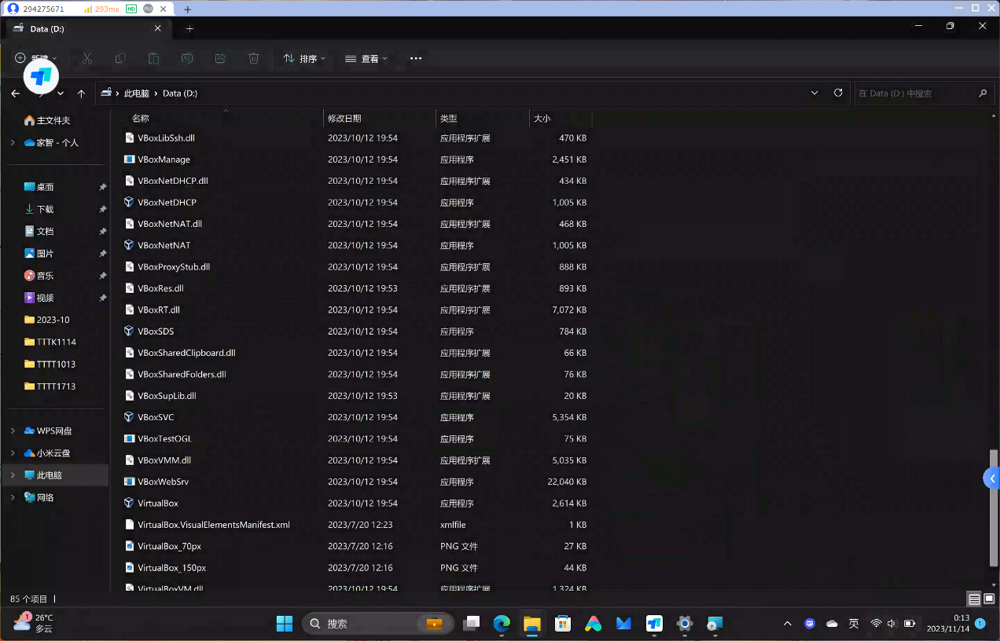 294275671 293ms HD RU
Data (D:)
新建
排序 查看
此电脑 Data (D:) 在 Data (D:) 中搜索
名称 修改日期 类型 大小
主文件夹
家智 - 个人
桌面
下载
文档
图片
音乐
视频
2023-10
TTTK1114
TTTT1013
TTTT1713
WPS网盘
小米云盘
此电脑
网络
VBoxLibSsh.dll 2023/10/12 19:54 应用程序扩展 470 KB
VBoxManage 2023/10/12 19:54 应用程序 2,451 KB
VBoxNetDHCP.dll 2023/10/12 19:54 应用程序扩展 434 KB
VBoxNetDHCP 2023/10/12 19:54 应用程序 1,005 KB
VBoxNetNAT.dll 2023/10/12 19:54 应用程序扩展 468 KB
VBoxNetNAT 2023/10/12 19:54 应用程序 1,005 KB
VBoxProxyStub.dll 2023/10/12 19:54 应用程序扩展 888 KB
VBoxRes.dll 2023/10/12 19:53 应用程序扩展 893 KB
VBoxRT.dll 2023/10/12 19:54 应用程序扩展 7,072 KB
VBoxSDS 2023/10/12 19:54 应用程序 784 KB
VBoxSharedClipboard.dll 2023/10/12 19:54 应用程序扩展 66 KB
VBoxSharedFolders.dll 2023/10/12 19:54 应用程序扩展 76 KB
VBoxSupLib.dll 2023/10/12 19:53 应用程序扩展 20 KB
VBoxSVC 2023/10/12 19:54 应用程序 5,354 KB
VBoxTestOGL 2023/10/12 19:54 应用程序 75 KB
VBoxVMM.dll 2023/10/12 19:54 应用程序扩展 5,035 KB
VBoxWebSrv 2023/10/12 19:54 应用程序 22,040 KB
VirtualBox 2023/10/12 19:54 应用程序 2,614 KB
VirtualBox.VisualElementsManifest.xml 2023/7/20 12:23 xmlfile 1 KB
VirtualBox_70px 2023/7/20 12:16 PNG 文件 27 KB
VirtualBox_150px 2023/7/20 12:16 PNG 文件 44 KB
VirtualBoxVM.dll 2023/10/12 19:54 应用程序扩展 1,324 KB
85 个项目
1 26°C
多云
搜索
英
0:13
2023/11/14 1